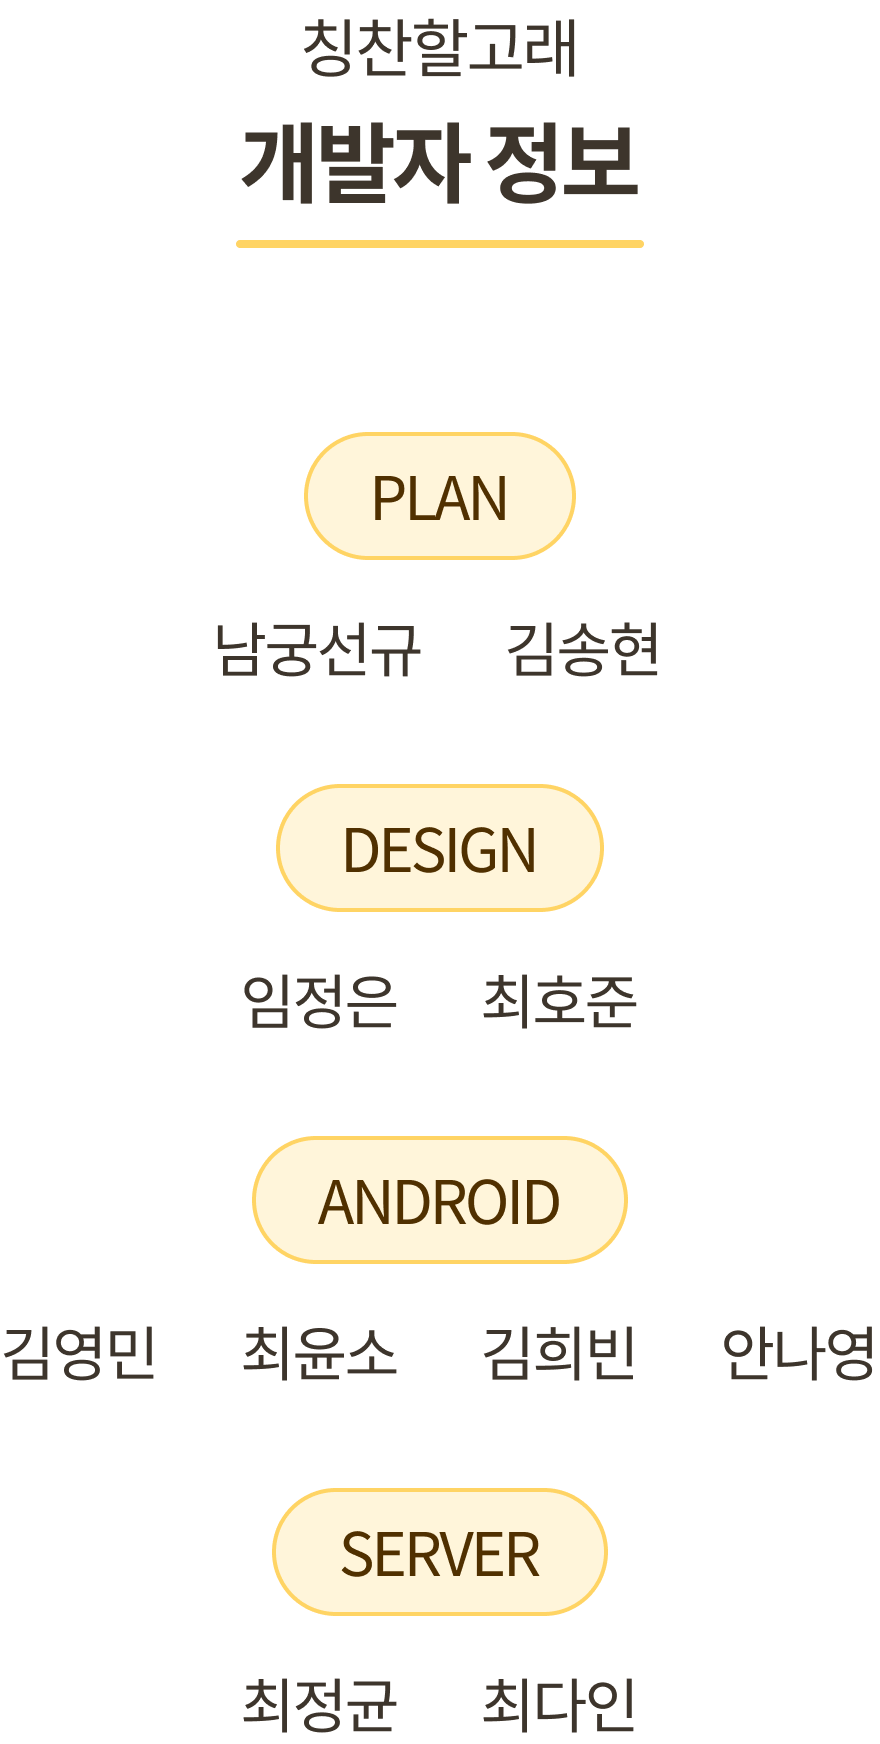 칭찬할고래
개발자 정보
PLAN
남궁선규 김송현
DESIGN
임정은 최호준
ANDROID
김영민 최윤소 김희빈 안나영
SERVER
최정균 최다인